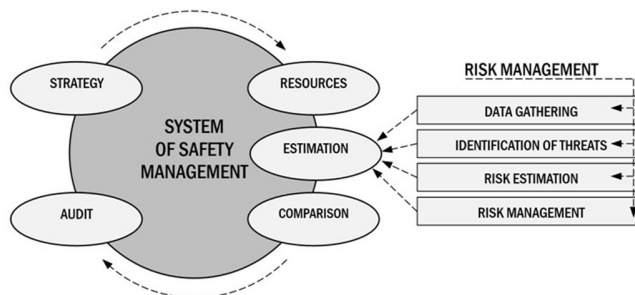 STRATEGY
RESOURCES
SYSTEM
OF SAFETY
MANAGEMENT
ESTIMATION
AUDIT
COMPARISON
RISK MANAGEMENT
DATA GATHERING
IDENTIFICATION OF THREATS
RISK ESTIMATION
RISK MANAGEMENT